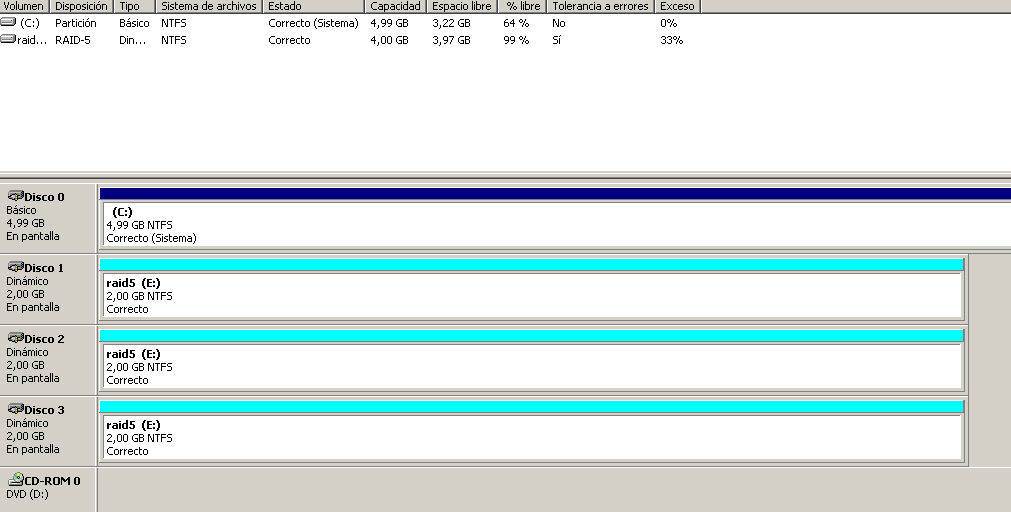 Volumen Disposición Tipo Sistema de archivos Estado Capacidad Espacio libre % libre Tolerancia a errores Exceso
(C:) Partición Básico NTFS Correcto (Sistema) 4,99 GB 3,22 GB 64 % No 0%
raid... RAID-5 Din... NTFS Correcto 4,00 GB 3,97 GB 99 % Sí 33%
Disco 0
Básico
4,99 GB
En pantalla
(C:)
4,99 GB NTFS
Correcto (Sistema)
Disco 1
Dinámico
2,00 GB
En pantalla
raid5 (E:)
2,00 GB NTFS
Correcto
Disco 2
Dinámico
2,00 GB
En pantalla
raid5 (E:)
2,00 GB NTFS
Correcto
Disco 3
Dinámico
2,00 GB
En pantalla
raid5 (E:)
2,00 GB NTFS
Correcto
CD-ROM 0
DVD (D:)